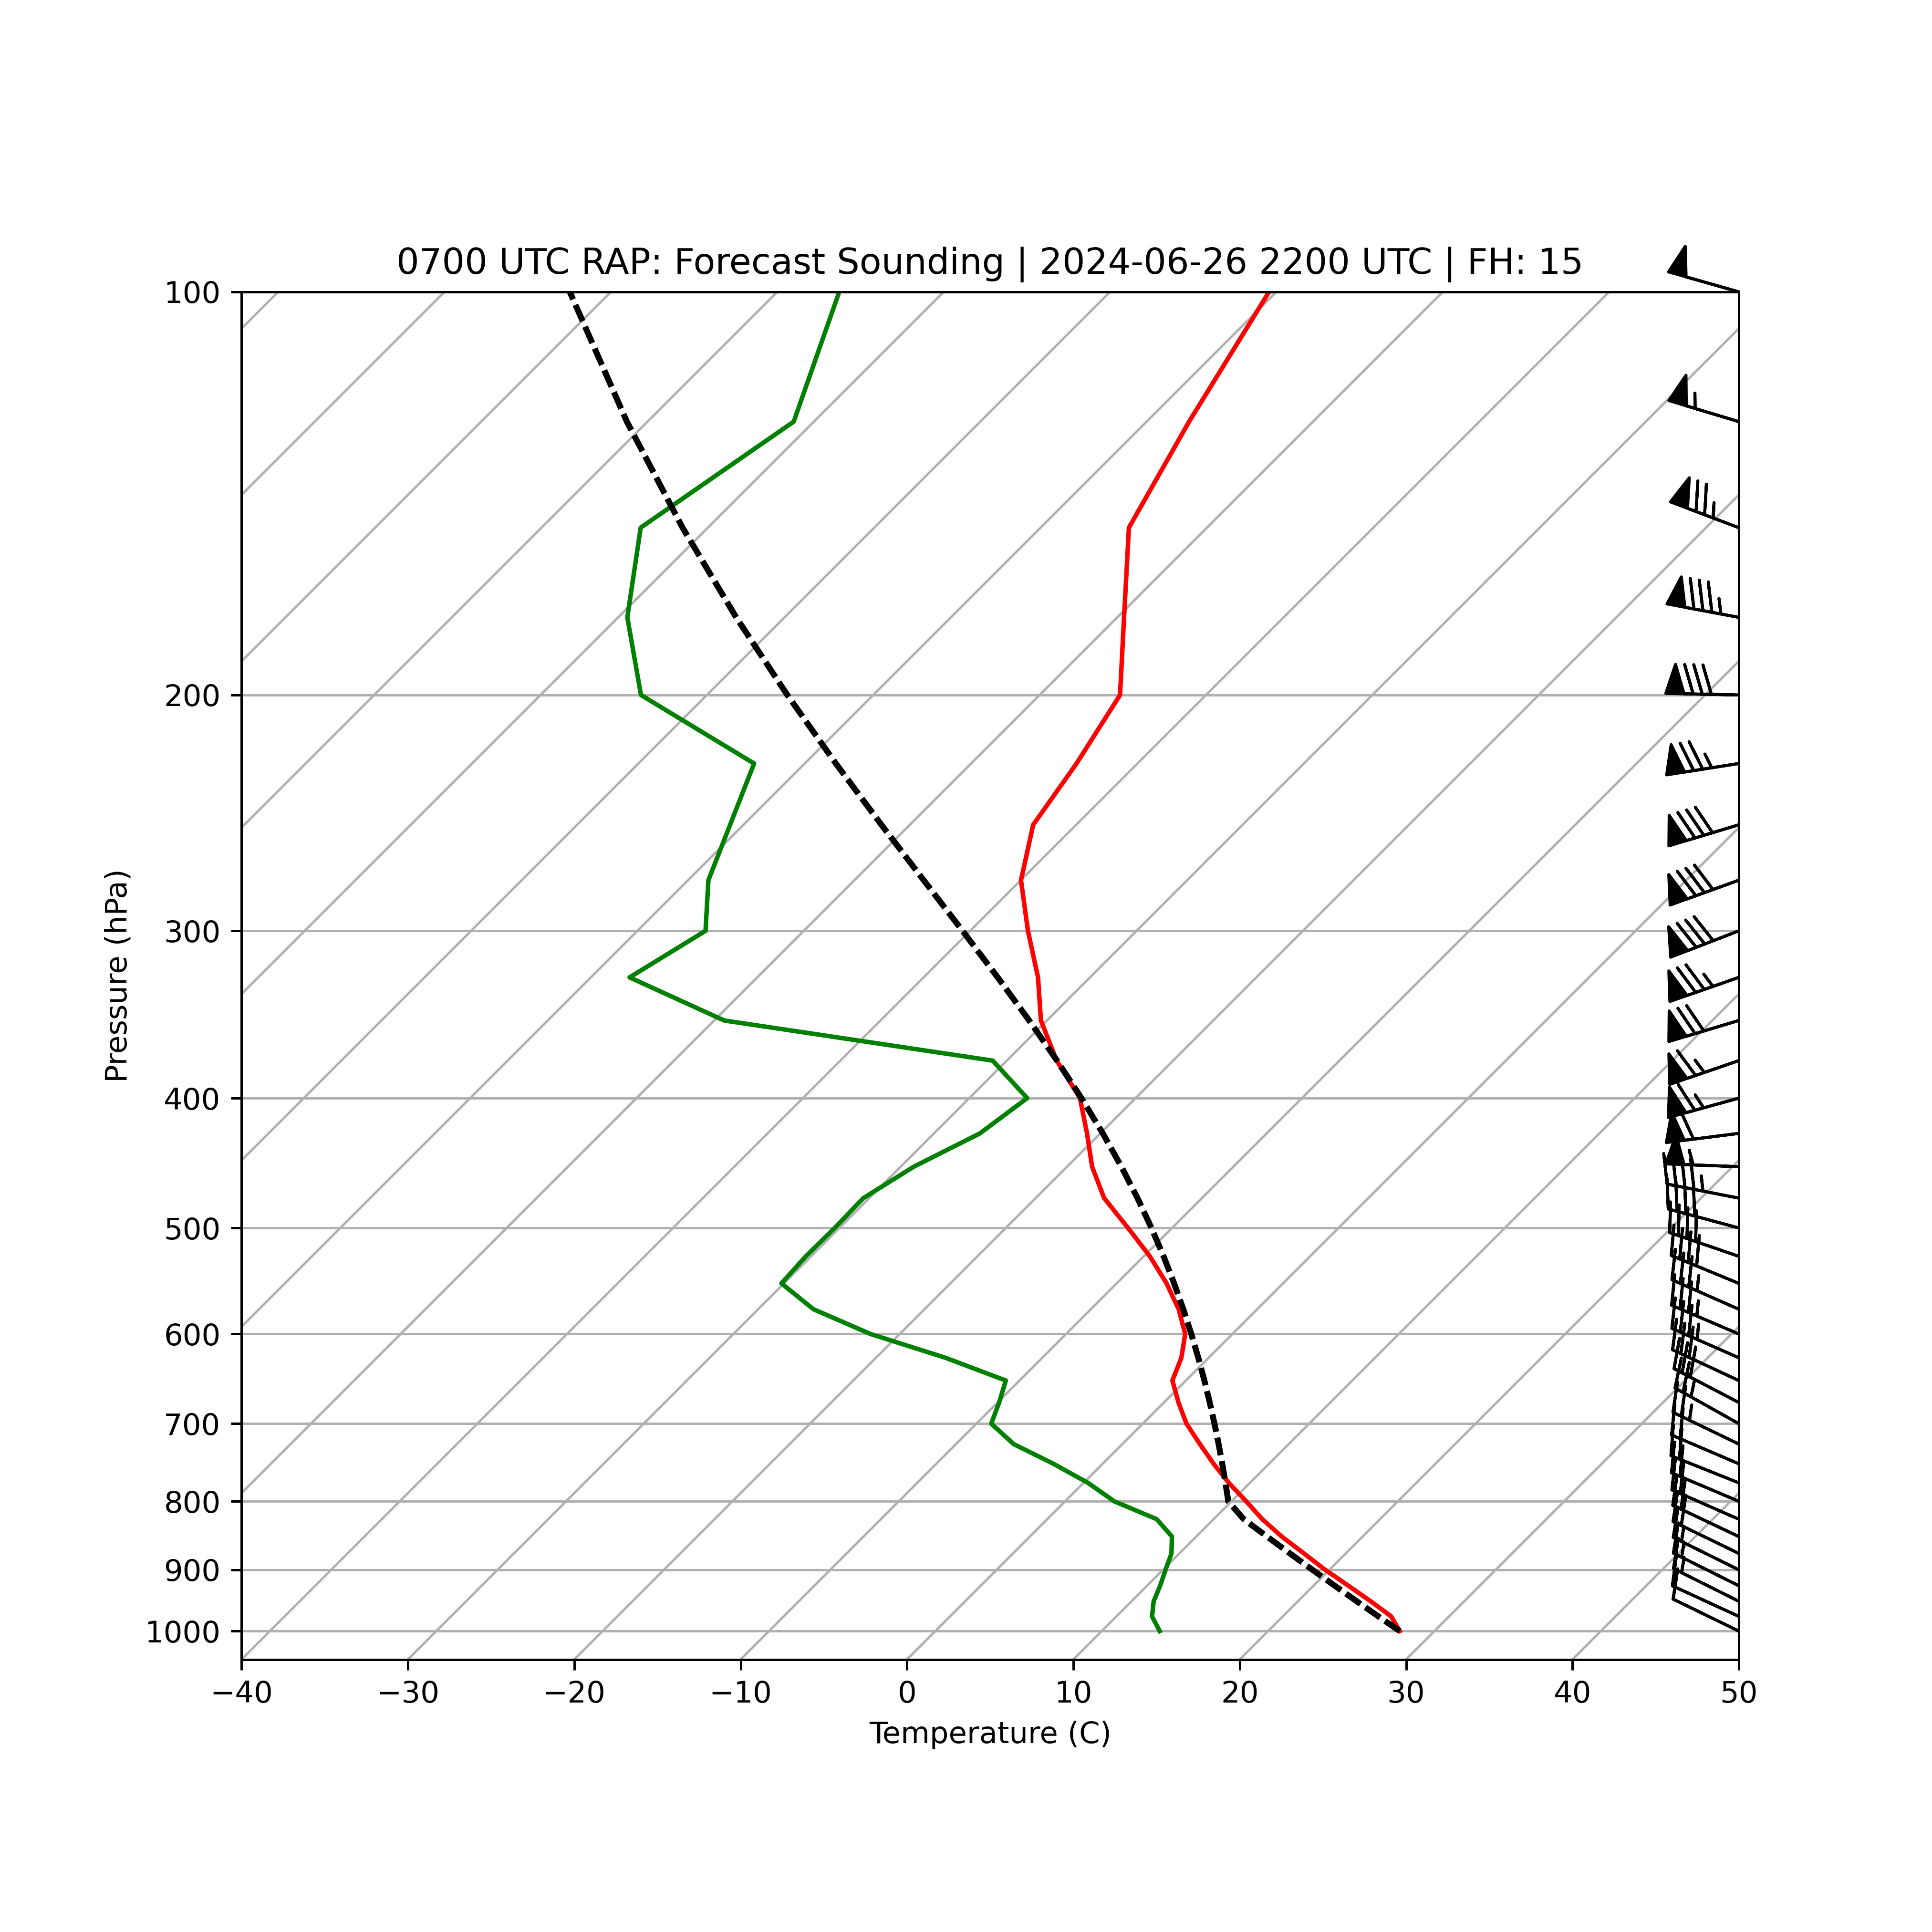 0700 UTC RAP: Forecast Sounding | 2024-06-26 2200 UTC | FH: 15
100
200
300
400
500
600
700
800
900
1000
Pressure (hPa)
−40 −30 −20 −10 0 10 20 30 40 50
Temperature (C)